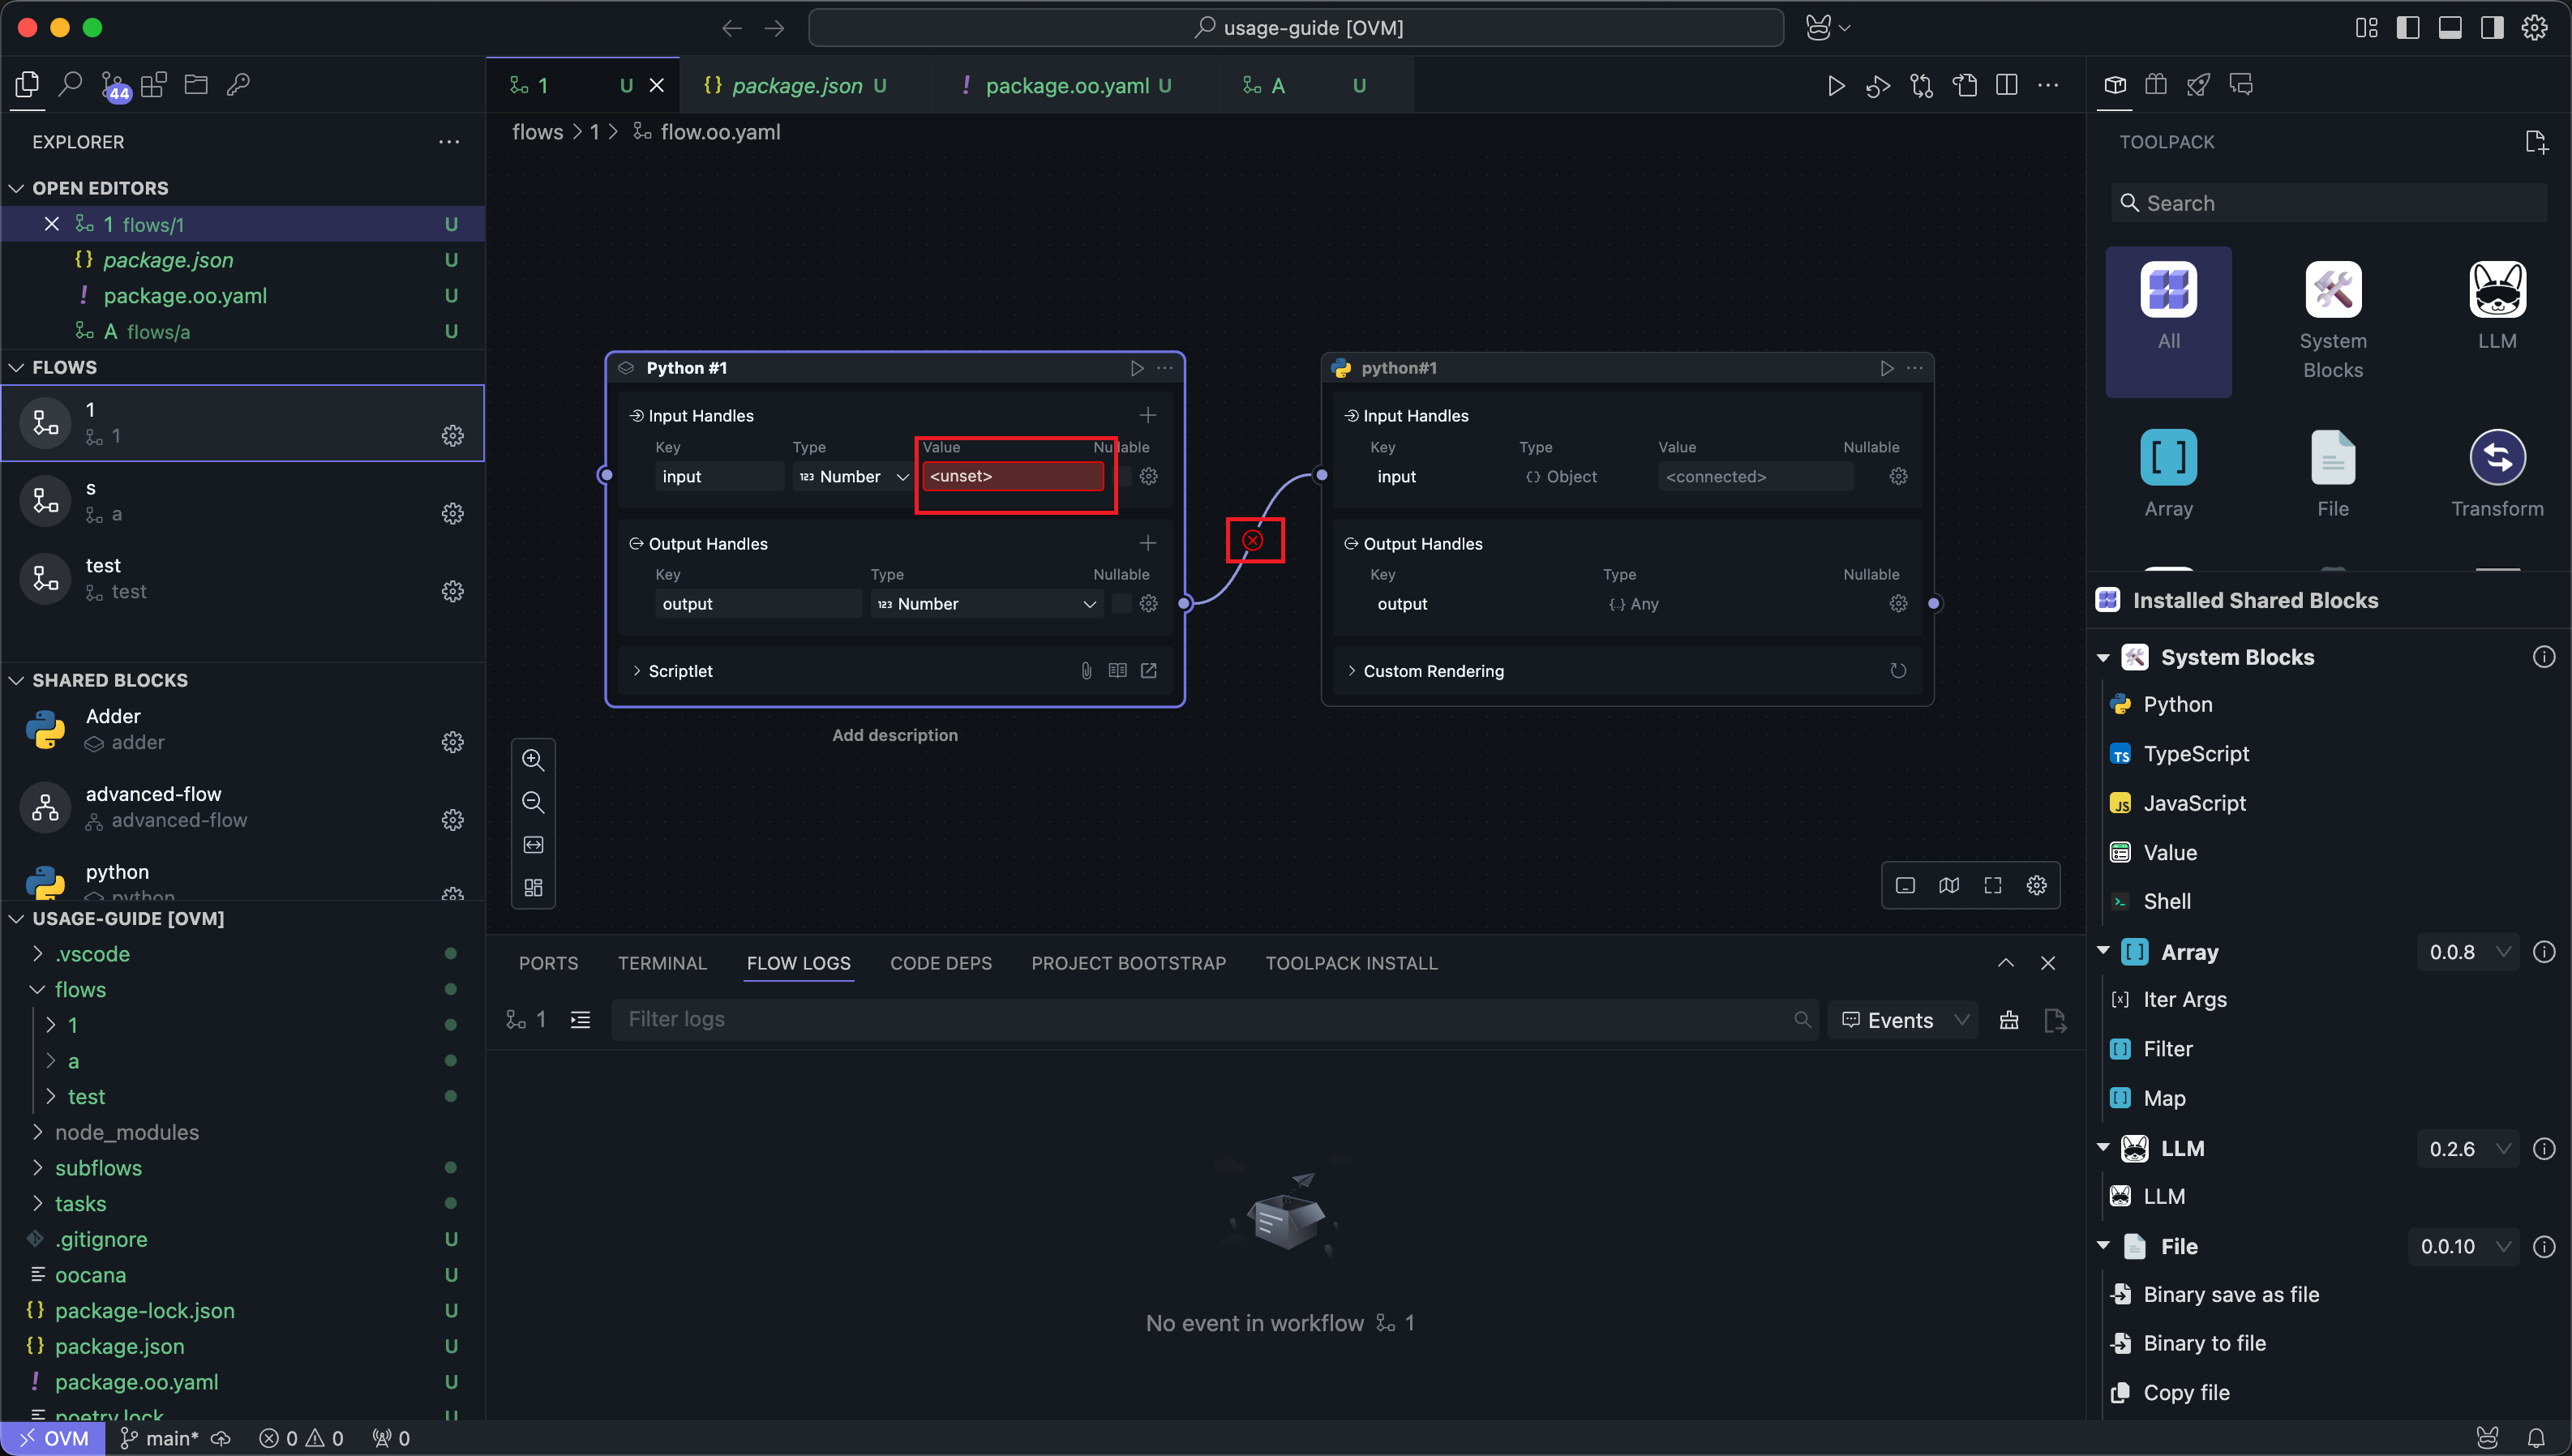 usage-guide [OVM]
44
1 U
{} package.json U
! package.oo.yaml U
A U
EXPLORER
flows > 1 > flow.oo.yaml
TOOLPACK
OPEN EDITORS
1 flows/1 U
{} package.json U
! package.oo.yaml U
A flows/a U
Search
All
System Blocks
LLM
Array
File
Transform
FLOWS
1
1
s
a
test
test
Python #1
Input Handles
Key Type Value Nullable
input 123 Number <unset>
Output Handles
Key Type Nullable
output 123 Number
Scriptlet
Add description
python#1
Input Handles
Key Type Value Nullable
input {} Object <connected>
Output Handles
Key Type Nullable
output {..} Any
Custom Rendering
SHARED BLOCKS
Adder
adder
advanced-flow
advanced-flow
python
python
USAGE-GUIDE [OVM]
.vscode
flows
1
a
test
node_modules
subflows
tasks
.gitignore U
oocana U
{} package-lock.json U
{} package.json U
! package.oo.yaml U
poetry.lock U
PORTS TERMINAL FLOW LOGS CODE DEPS PROJECT BOOTSTRAP TOOLPACK INSTALL
1 Filter logs Events
No event in workflow 1
Installed Shared Blocks
System Blocks
Python
TS TypeScript
JS JavaScript
Value
Shell
[ ] Array 0.0.8
[x] Iter Args
[ ] Filter
[ ] Map
LLM 0.2.6
LLM
File 0.0.10
Binary save as file
Binary to file
Copy file
OVM main* 0 0 0